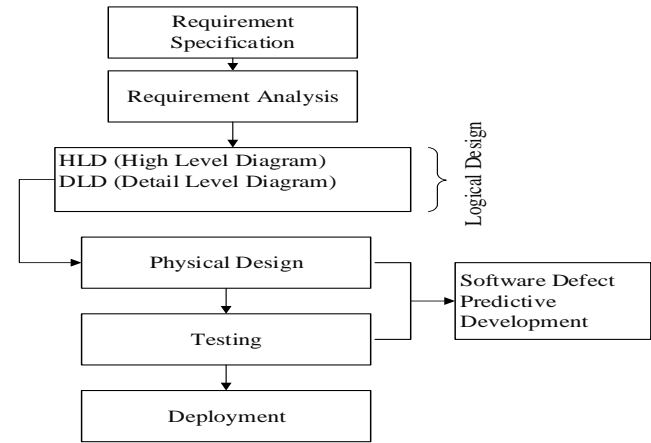 Requirement
Specification
Requirement Analysis
HLD (High Level Diagram)
DLD (Detail Level Diagram)
Logical Design
Physical Design
Software Defect
Predictive
Development
Testing
Deployment